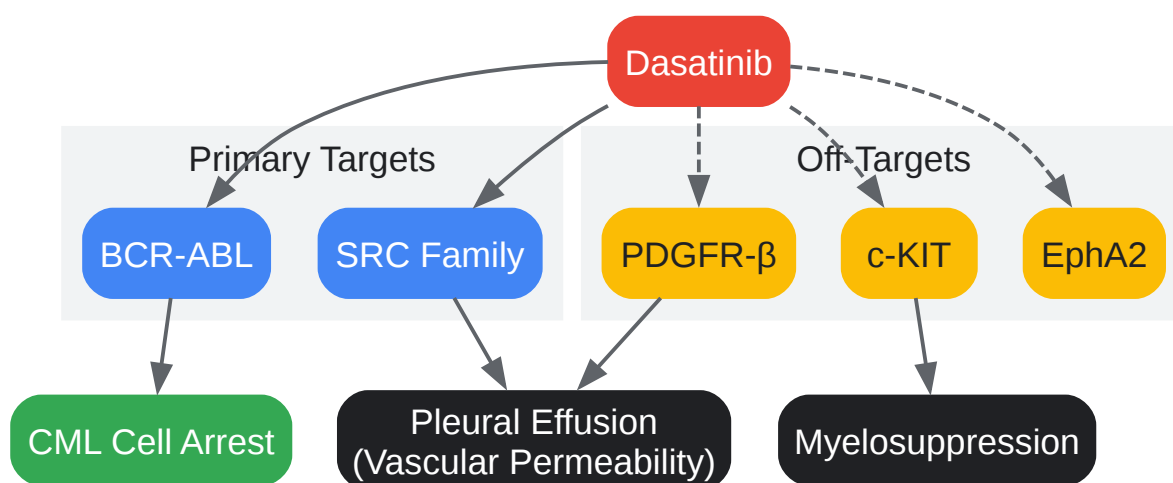 Dasatinib
Primary Targets
Off-Targets
BCR-ABL
SRC Family
PDGFR-β
c-KIT
EphA2
CML Cell Arrest
Pleural Effusion
(Vascular Permeability)
Myelosuppression